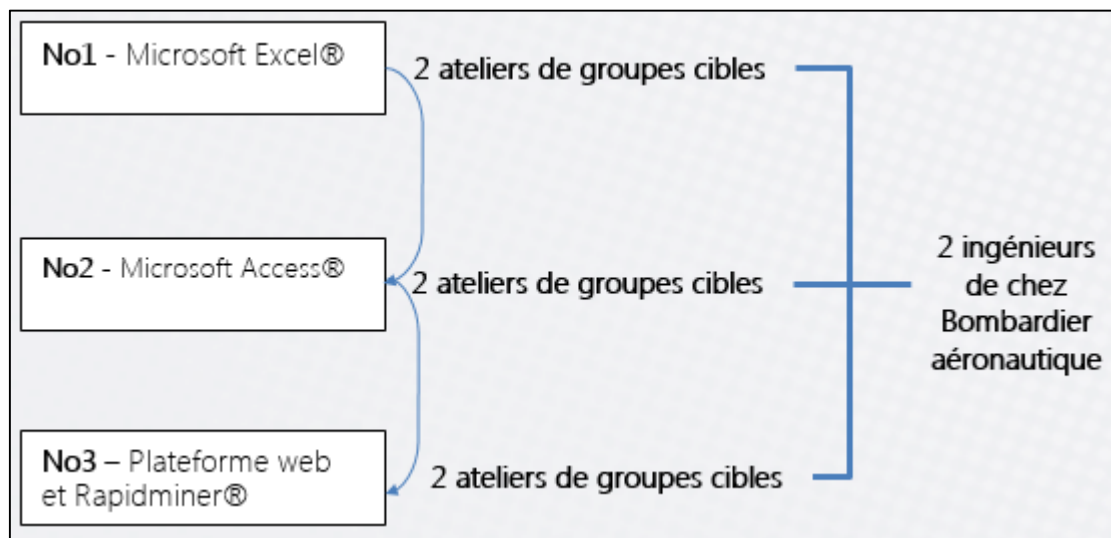 No1 - Microsoft Excel®
2 ateliers de groupes cibles
No2 - Microsoft Access®
2 ateliers de groupes cibles
2 ingénieurs
de chez
Bombardier
aéronautique
No3 – Plateforme web
et Rapidminer®
2 ateliers de groupes cibles